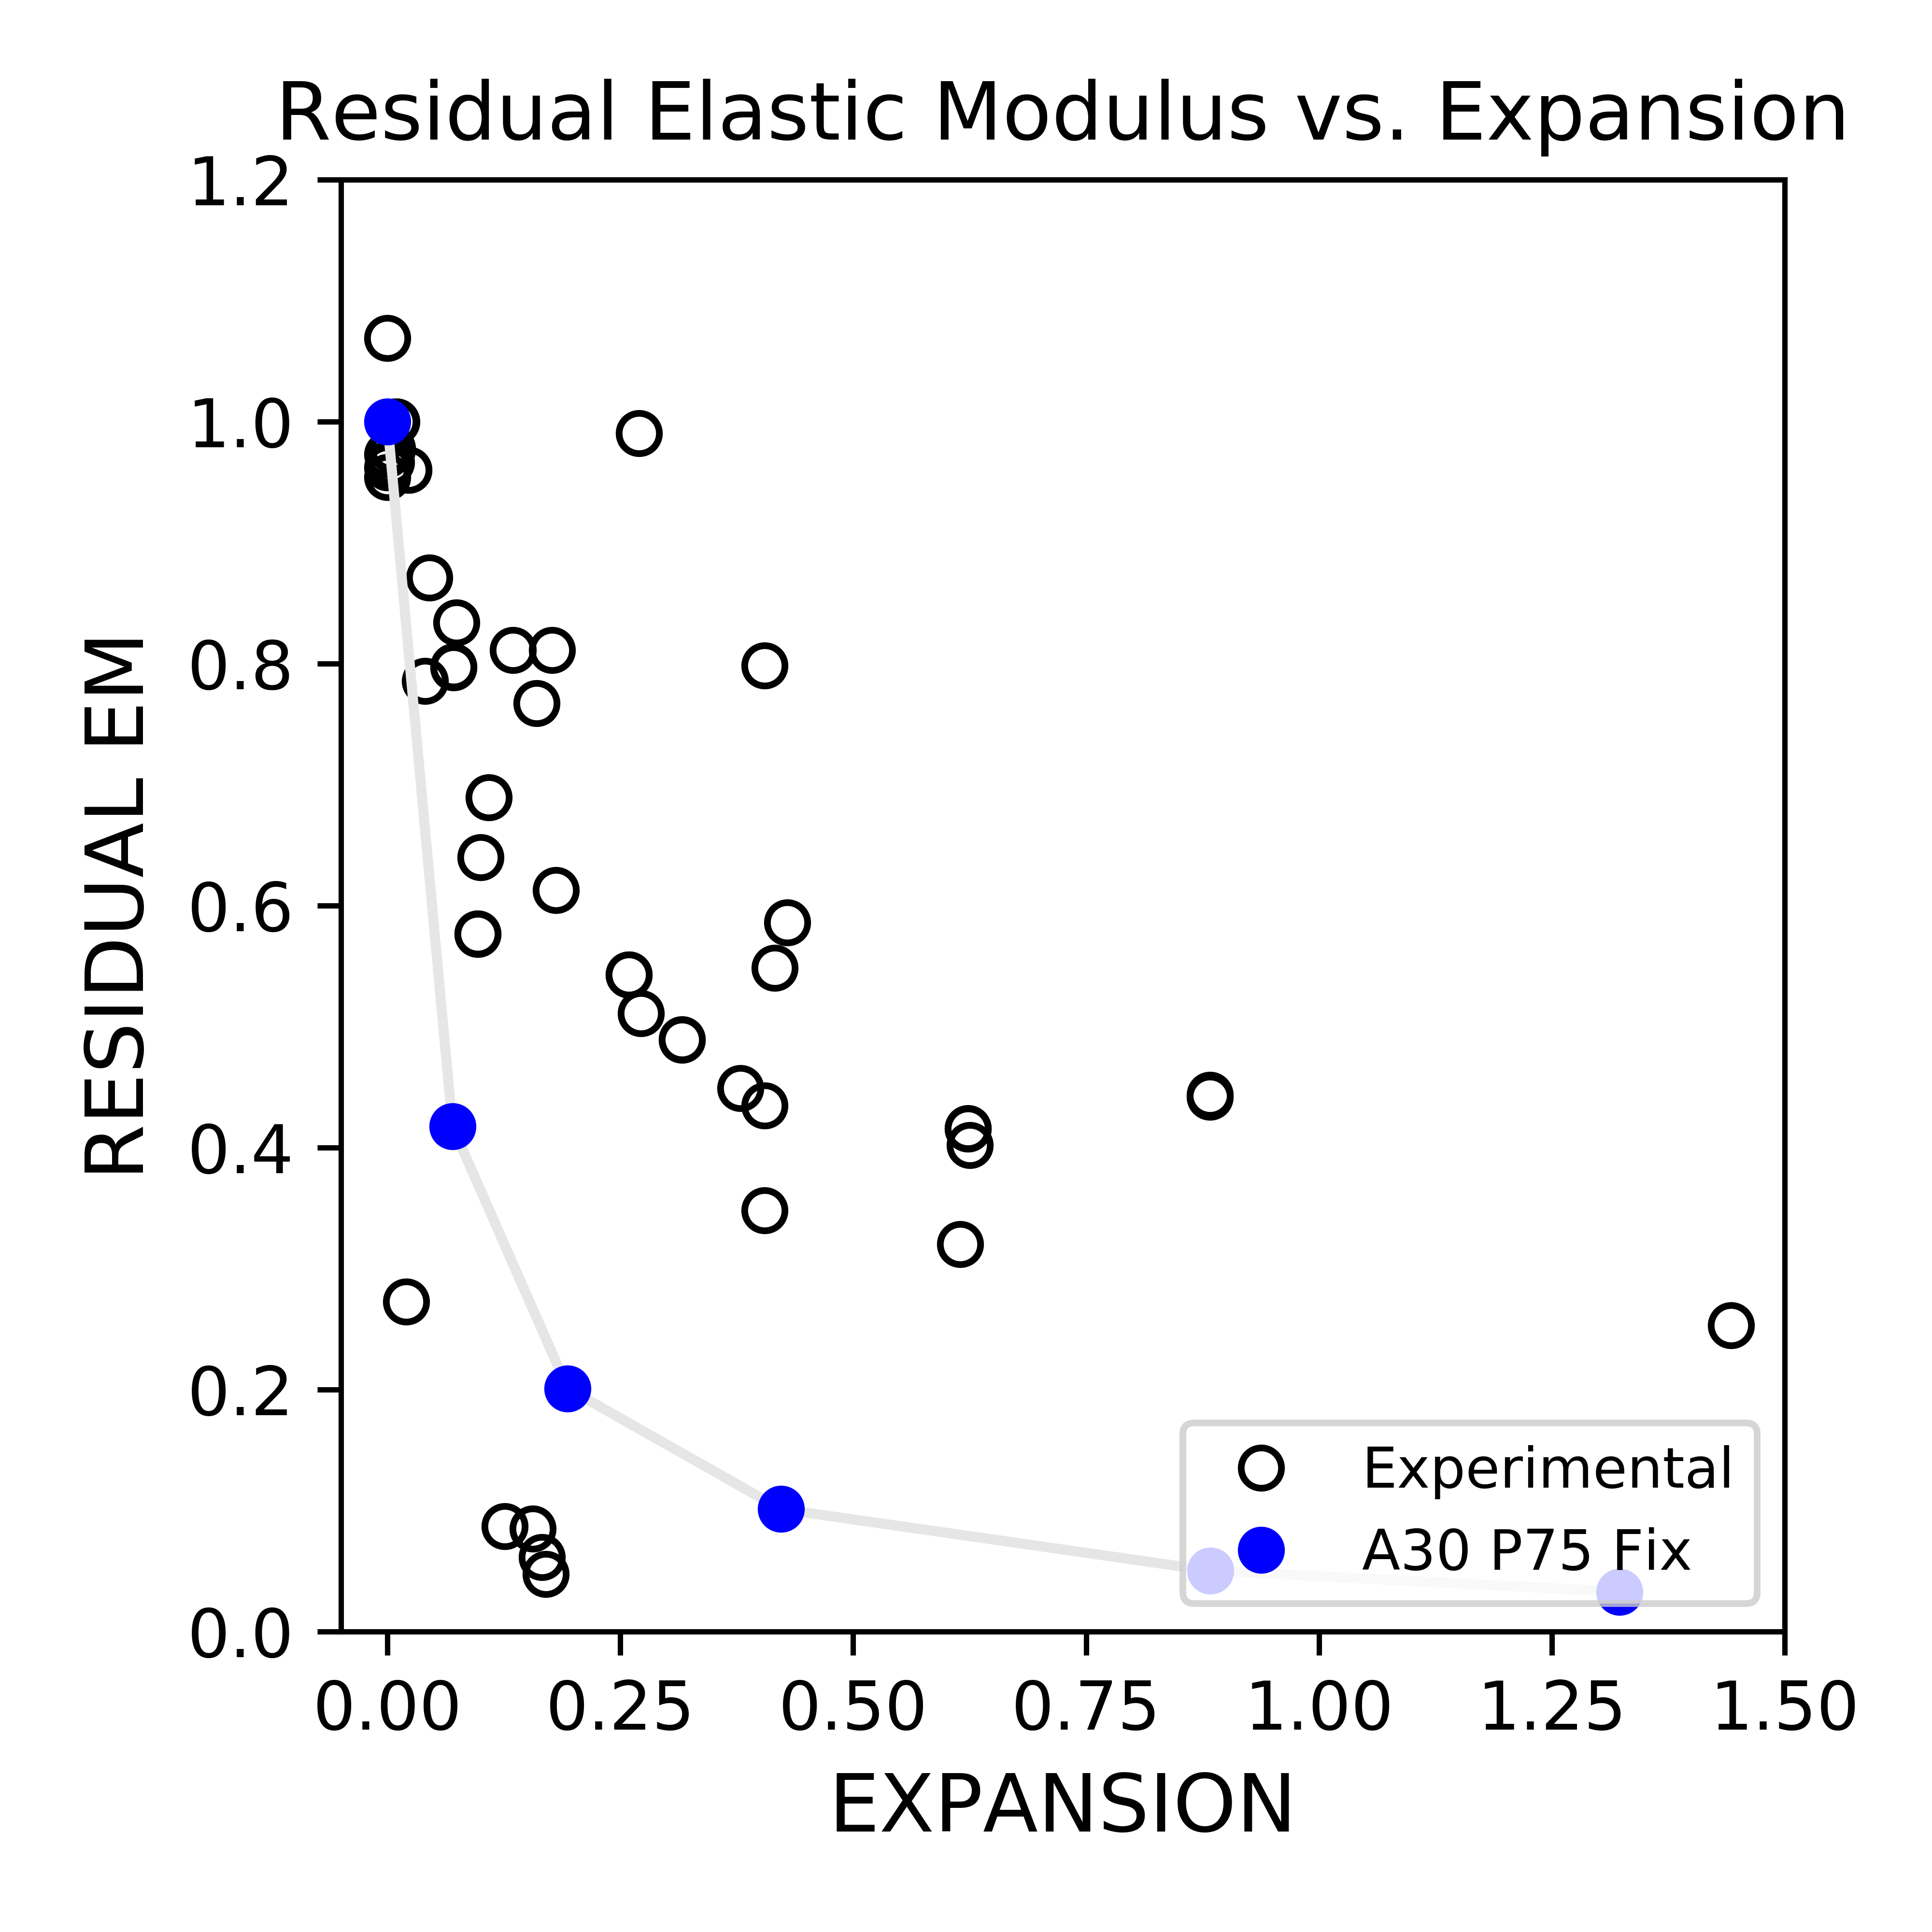 Residual Elastic Modulus vs. Expansion
1.2
1.0
0.8
0.6
0.4
0.2
0.0
RESIDUAL EM
Experimental
A30 P75 Fix
0.00 0.25 0.50 0.75 1.00 1.25 1.50
EXPANSION